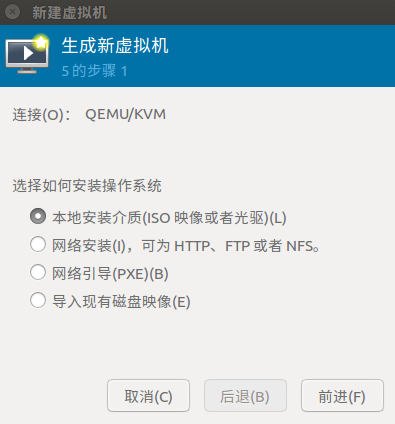 新建虚拟机
生成新虚拟机
5 的步骤 1
连接(O)： QEMU/KVM
选择如何安装操作系统
本地安装介质(ISO 映像或者光驱)(L)
网络安装(I)，可为 HTTP、FTP 或者 NFS。
网络引导(PXE)(B)
导入现有磁盘映像(E)
取消(C) 后退(B) 前进(F)